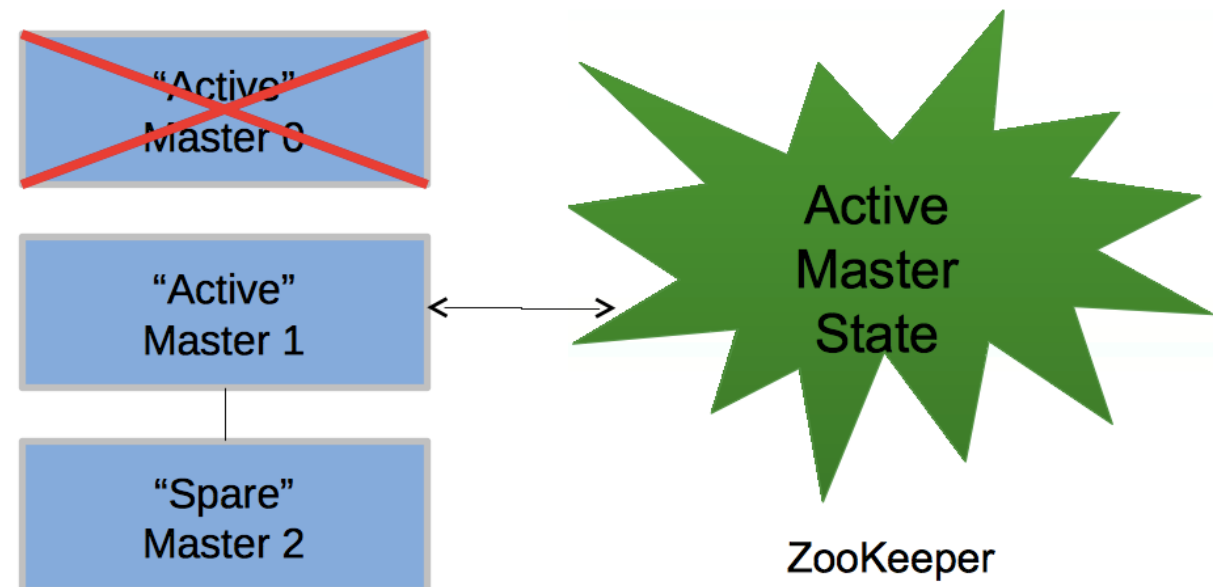 “Active”
Master 0
“Active”
Master 1
“Spare”
Master 2
Active
Master
State
ZooKeeper